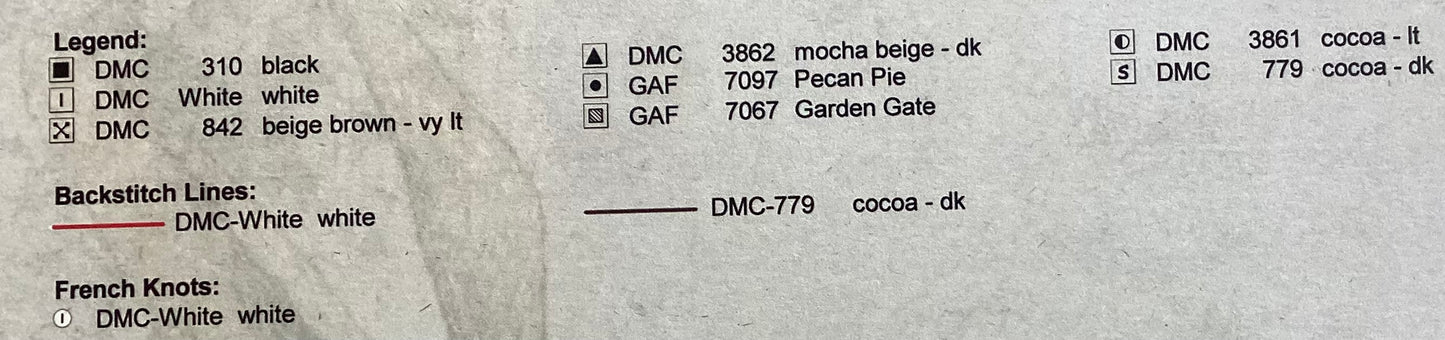 Legend:
DMC 310 black
DMC White white
DMC 842 beige brown - vy lt
DMC 3862 mocha beige - dk
GAF 7097 Pecan Pie
GAF 7067 Garden Gate
DMC 3861 cocoa - lt
S DMC 779 cocoa - dk
Backstitch Lines:
DMC-White white
DMC-779 cocoa - dk
French Knots:
DMC-White white